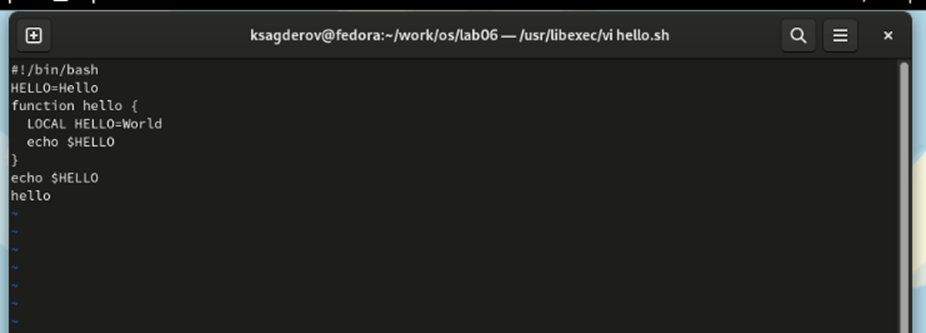 ksagderov@fedora:~/work/os/lab06 — /usr/libexec/vi hello.sh
#!/bin/bash
HELLO=Hello
function hello {
  LOCAL HELLO=World
  echo $HELLO
}
echo $HELLO
hello
~
~
~
~
~
~
~